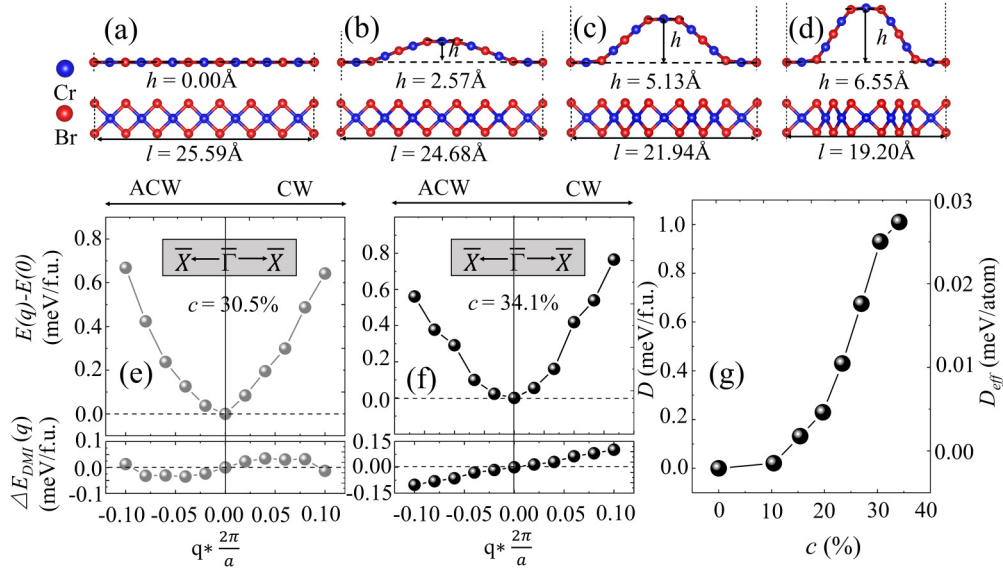 (a) (b) (c) (d)
h h h
Cr h = 0.00Å h = 2.57Å h = 5.13Å h = 6.55Å
Br
l = 25.59Å l = 24.68Å l = 21.94Å l = 19.20Å
ACW CW ACW CW
E(q)-E(0)
(meV/f.u.)
0.8
0.6
0.4
0.2
0.0
X̅ ← Γ̅ → X̅
c = 30.5%
(e)
0.8
0.6
0.4
0.2
0.0
X̅ ← Γ̅ → X̅
c = 34.1%
(f)
ΔE_DMI (q)
(meV/f.u.)
0.1
0.0
-0.1
0.15
0.00
-0.15
-0.10 -0.05 0.00 0.05 0.10
q* 2π/a
-0.10 -0.05 0.00 0.05 0.10
q* 2π/a
D (meV/f.u.)
1.0
0.8
0.6
0.4
0.2
0.0
(g)
0.03
0.02
0.01
0.00
D_eff (meV/atom)
0 10 20 30 40
c (%)